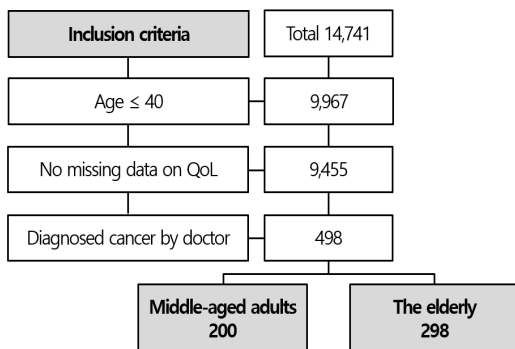 Inclusion criteria
Total 14,741
Age ≤ 40
9,967
No missing data on QoL
9,455
Diagnosed cancer by doctor
498
Middle-aged adults
200
The elderly
298